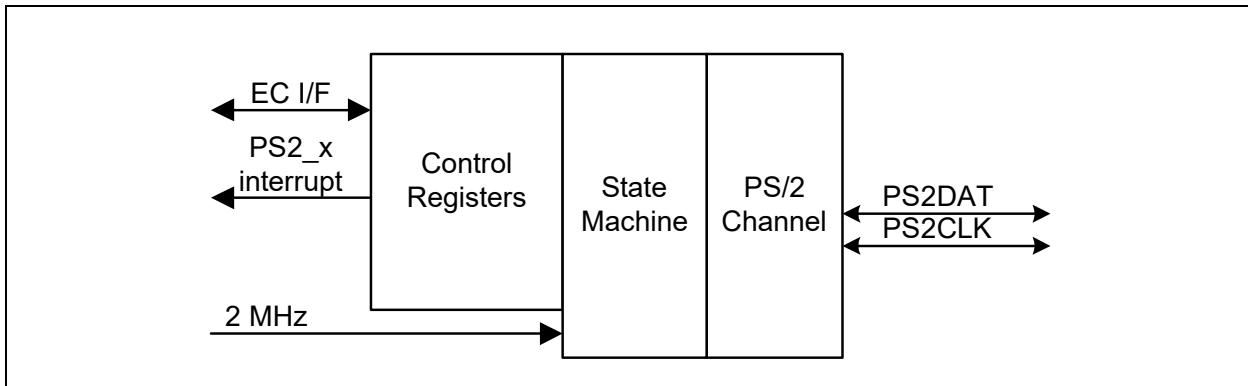 EC I/F
PS2_x
interrupt
Control
Registers
State
Machine
PS/2
Channel
PS2DAT
PS2CLK
2 MHz